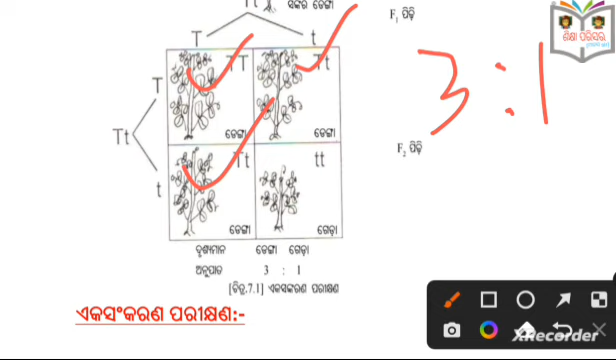 Tt ସଙ୍କର ଡେଙ୍ଗା
F₁ ପିଢ଼ି
ଶିକ୍ଷା ପରିସର
T t
T TT Tt
ଡେଙ୍ଗା ଡେଙ୍ଗା
Tt
t Tt tt
ଡେଙ୍ଗା ଗେଡ଼ା
F₂ ପିଢ଼ି
3 : 1
ଦୃଶ୍ୟମାନ ଡେଙ୍ଗା ଗେଡ଼ା
ଅନୁପାତ 3 : 1
[ଚିତ୍ର.7.1] ଏକସଙ୍କରଣ ପରୀକ୍ଷଣ
ଏକସଂକରଣ ପରୀକ୍ଷଣ:-
XRecorder